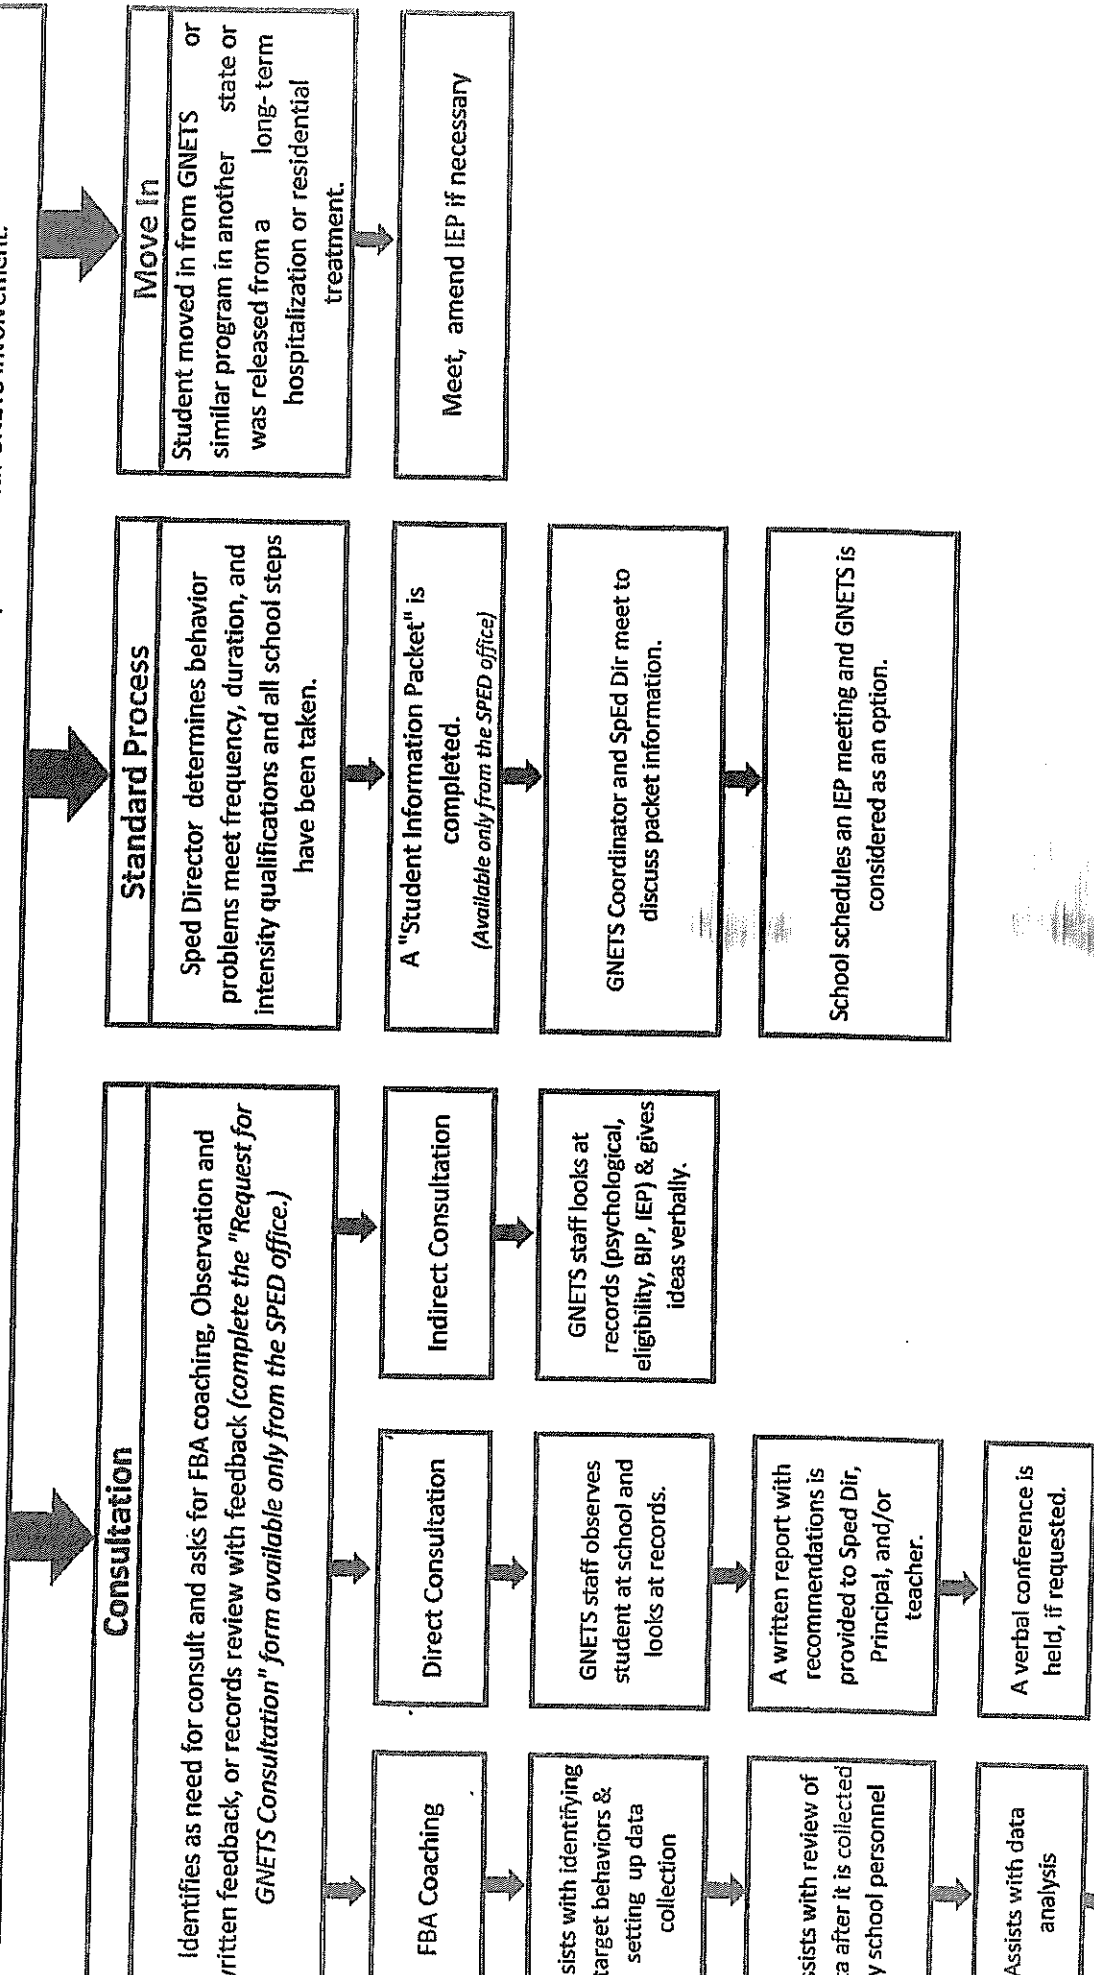 Consultation
Identifies as need for consult and asks for FBA coaching, Observation and
written feedback, or records review with feedback (complete the "Request for
GNETS Consultation" form available only from the SPED office.)
FBA Coaching
sists with identifying
target behaviors &
setting up data
collection
ssists with review of
ta after it is collected
y school personnel
Assists with data
analysis
Direct Consultation
GNETS staff observes
student at school and
looks at records.
A written report with
recommendations is
provided to Sped Dir,
Principal, and/or
teacher.
A verbal conference is
held, if requested.
Indirect Consultation
GNETS staff looks at
records (psychological,
eligibility, BIP, IEP) & gives
ideas verbally.
Standard Process
Sped Director determines behavior
problems meet frequency, duration, and
intensity qualifications and all school steps
have been taken.
A "Student Information Packet" is
completed.
(Available only from the SPED office)
GNETS Coordinator and SpEd Dir meet to
discuss packet information.
School schedules an IEP meeting and GNETS is
considered as an option.
Move In
Student moved in from GNETS or
similar program in another state or
was released from a long-term
hospitalization or residential
treatment.
Meet, amend IEP if necessary